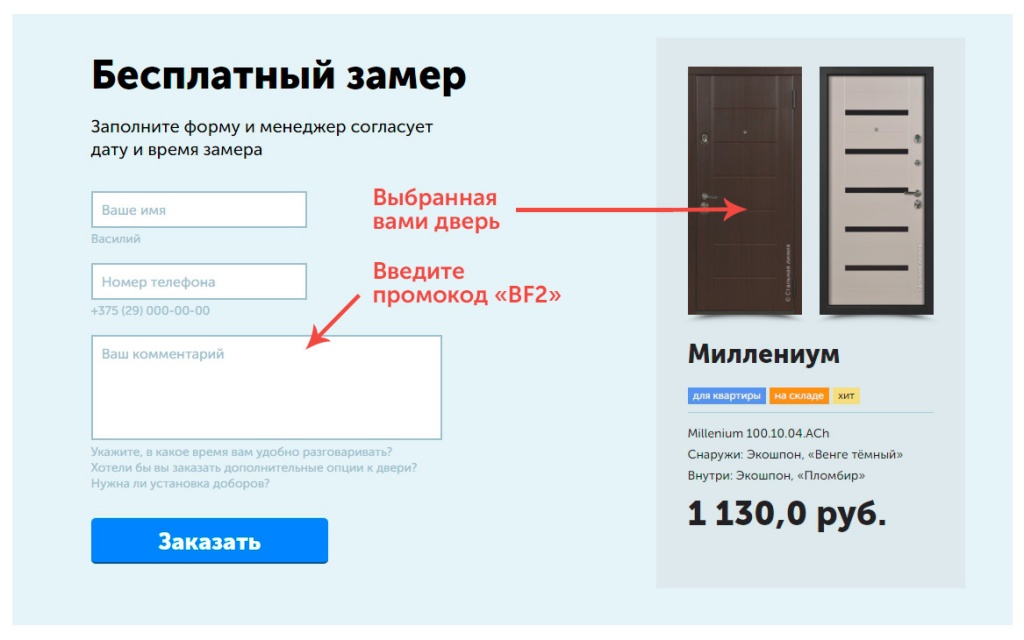 Бесплатный замер
Заполните форму и менеджер согласует
дату и время замера
Ваше имя
Василий
Номер телефона
+375 (29) 000-00-00
Ваш комментарий
Укажите, в какое время вам удобно разговаривать?
Хотели бы вы заказать дополнительные опции к двери?
Нужна ли установка доборов?
Заказать
Выбранная
вами дверь
Введите
промокод «BF2»
© Стальная линия
© Стальная линия
Миллениум
для квартиры
на складе
хит
Millenium 100.10.04.ACh
Снаружи: Экошпон, «Венге тёмный»
Внутри: Экошпон, «Пломбир»
1 130,0 руб.